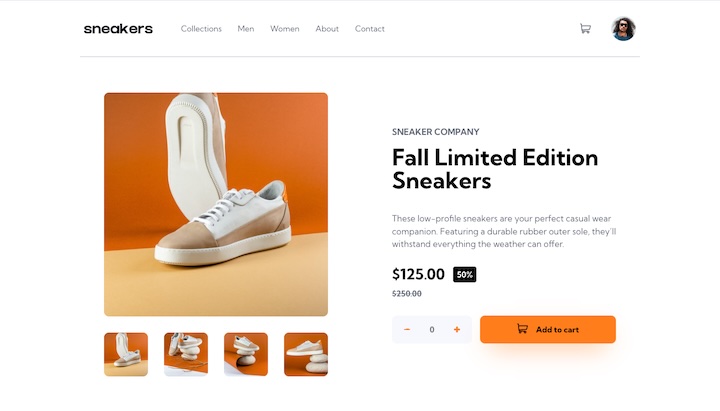 sneakers
Collections
Men
Women
About
Contact
SNEAKER COMPANY
Fall Limited Edition
Sneakers
These low-profile sneakers are your perfect casual wear
companion. Featuring a durable rubber outer sole, they'll
withstand everything the weather can offer.
$125.00 50%
$250.00
− 0 + Add to cart